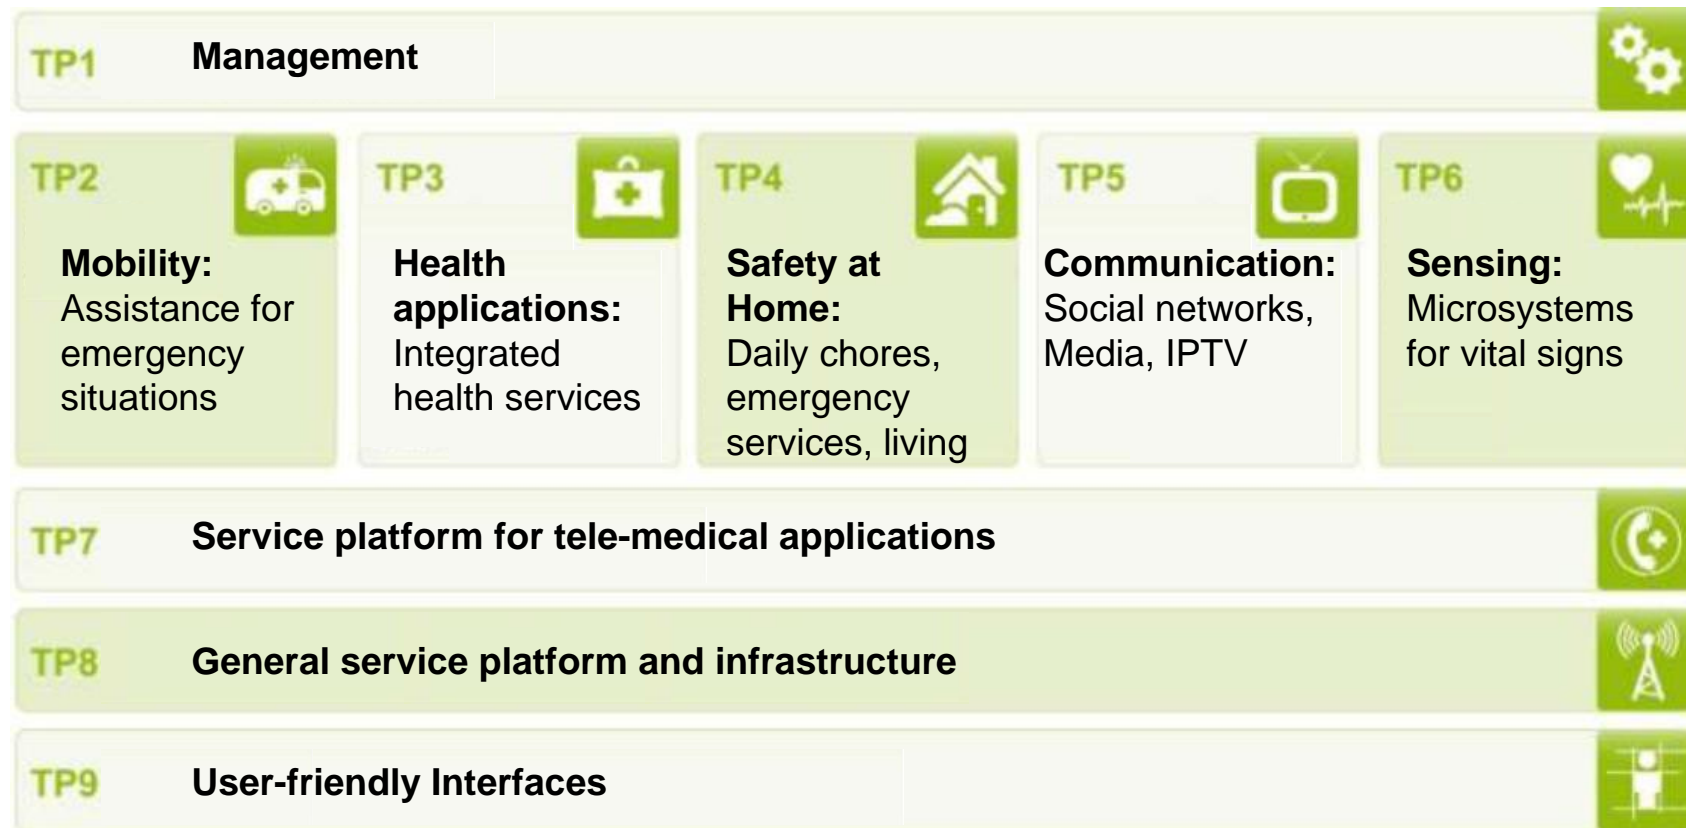 TP1 Management
TP2
Mobility:
Assistance for
emergency
situations
TP3
Health
applications:
Integrated
health services
TP4
Safety at
Home:
Daily chores,
emergency
services, living
TP5
Communication:
Social networks,
Media, IPTV
TP6
Sensing:
Microsystems
for vital signs
TP7 Service platform for tele-medical applications
TP8 General service platform and infrastructure
TP9 User-friendly Interfaces